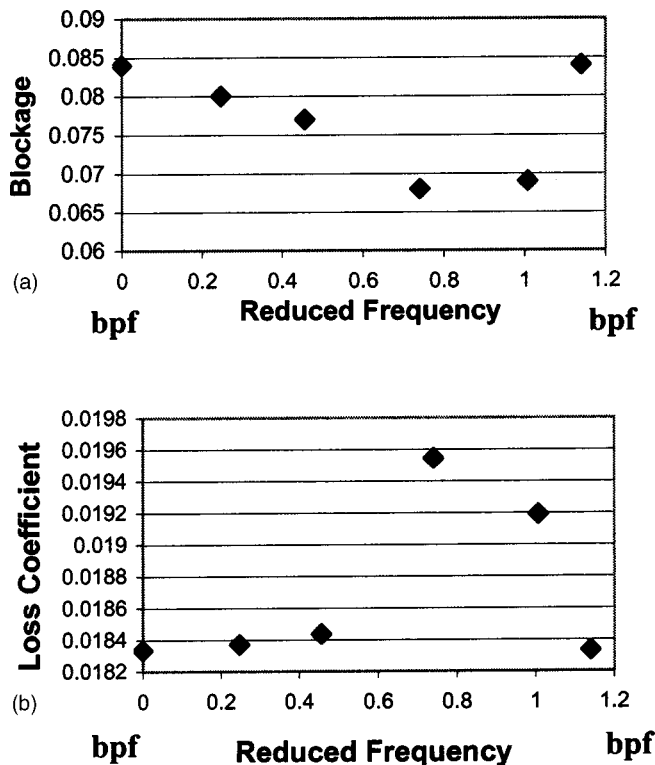 0.09
0.085
0.08
0.075
0.07
0.065
0.06
Blockage
(a)
0 0.2 0.4 0.6 0.8 1 1.2
bpf Reduced Frequency bpf
0.0198
0.0196
0.0194
0.0192
0.019
0.0188
0.0186
0.0184
0.0182
Loss Coefficient
(b)
0 0.2 0.4 0.6 0.8 1 1.2
bpf Reduced Frequency bpf